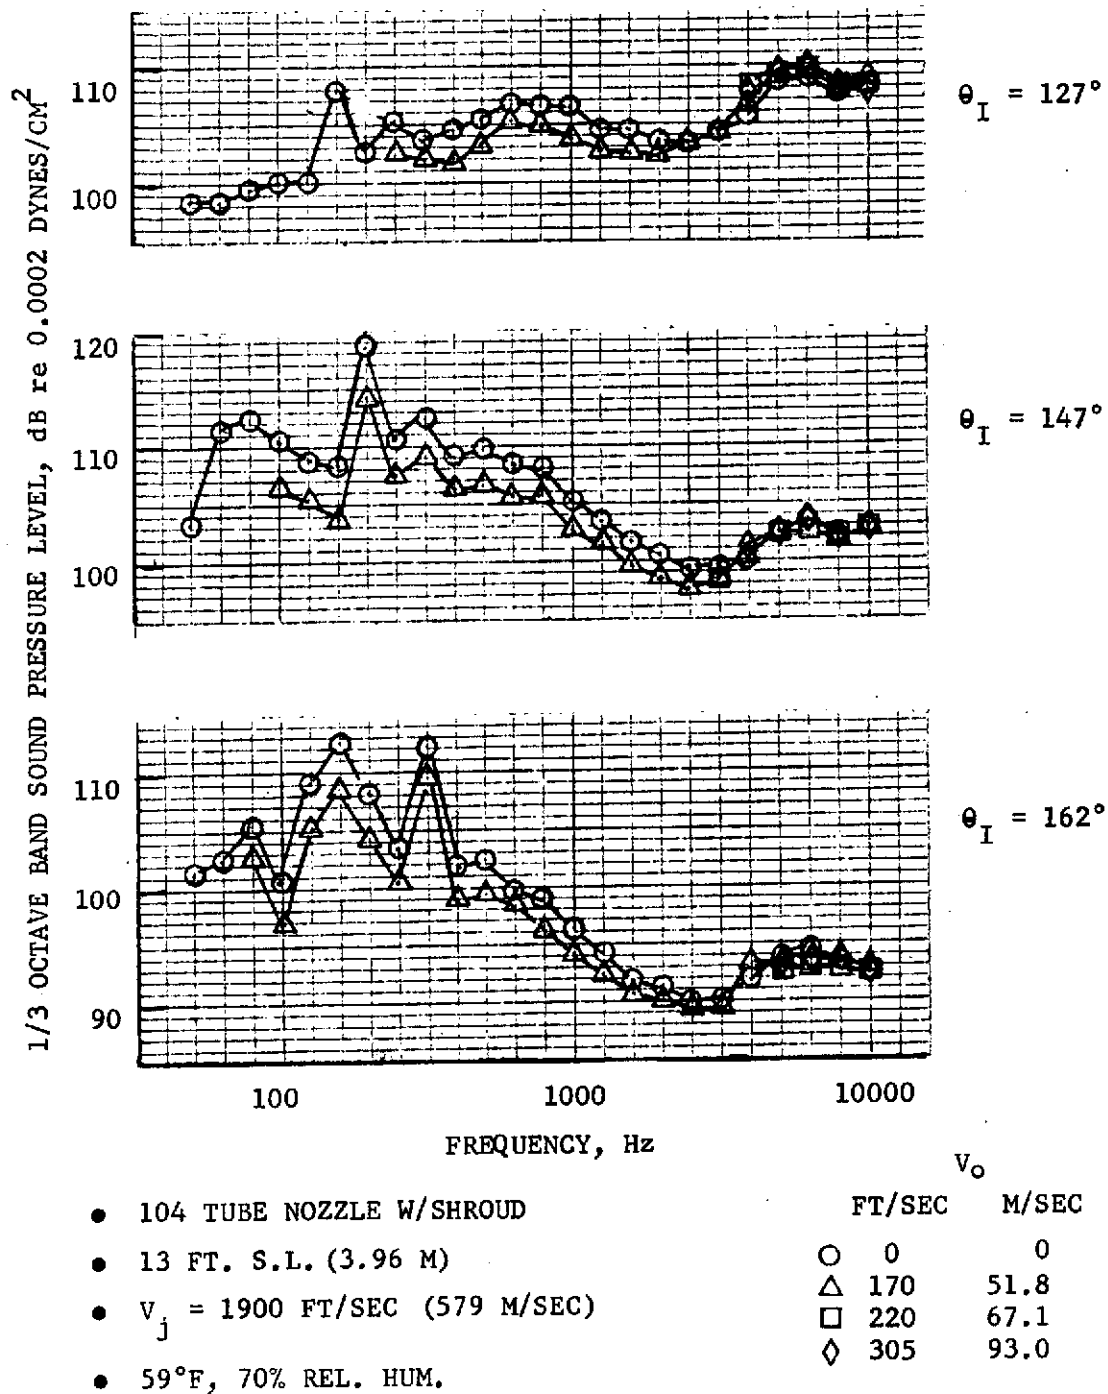 1/3 OCTAVE BAND SOUND PRESSURE LEVEL, dB re 0.0002 DYNES/CM²
110
100
θI = 127°
120
110
100
θI = 147°
110
100
90
θI = 162°
100 1000 10000
FREQUENCY, Hz
• 104 TUBE NOZZLE W/SHROUD
• 13 FT. S.L. (3.96 M)
• Vj = 1900 FT/SEC (579 M/SEC)
• 59°F, 70% REL. HUM.
Vo
FT/SEC M/SEC
○ 0 0
△ 170 51.8
□ 220 67.1
◇ 305 93.0